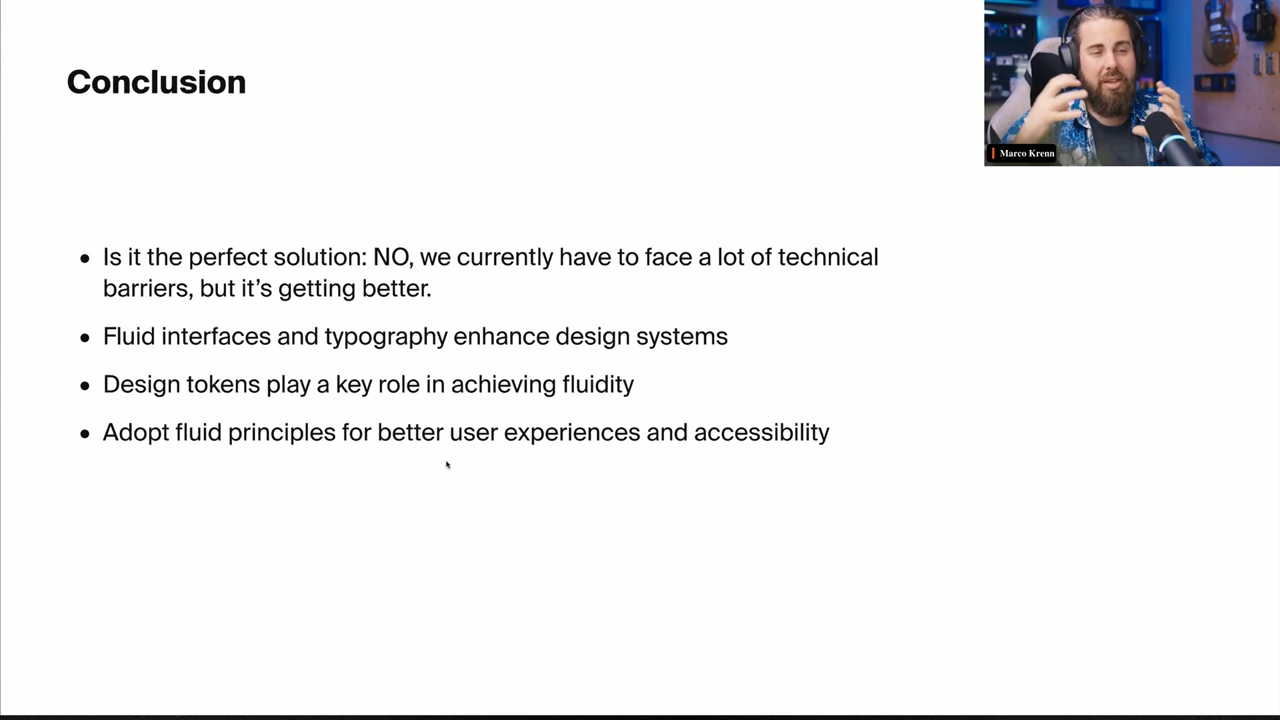 Conclusion
Marco Krenn
• Is it the perfect solution: NO, we currently have to face a lot of technical
barriers, but it’s getting better.
• Fluid interfaces and typography enhance design systems
• Design tokens play a key role in achieving fluidity
• Adopt fluid principles for better user experiences and accessibility